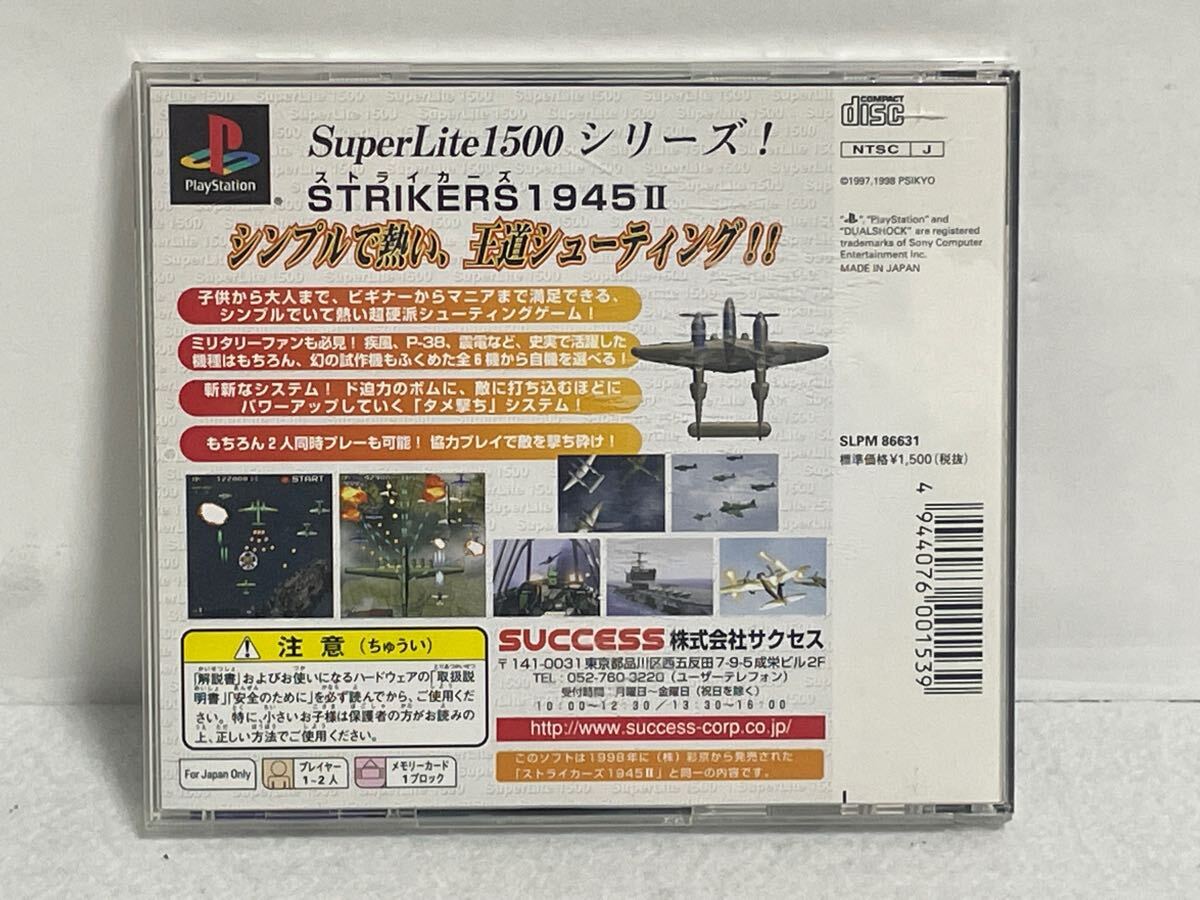 PlayStation
SuperLite1500 シリーズ！
ストライカーズ
STRIKERS 1945 II
シンプルで熱い、王道シューティング!!
子供から大人まで、ビギナーからマニアまで満足できる、
シンプルでいて熱い超硬派シューティングゲーム！
ミリタリーファンも必見！ 疾風、P-38、震電など、史実で活躍した
機種はもちろん、幻の試作機もふくめた全6機から自機を選べる！
斬新なシステム！ ド迫力のボムに、敵に打ち込むほどに
パワーアップしていく「タメ撃ち」システム！
もちろん2人同時プレーも可能！ 協力プレイで敵を撃ち砕け！
START
注意（ちゅうい）
「解説書」およびお使いになるハードウェアの「取扱説
明書」「安全のために」を必ず読んでから、ご使用くだ
さい。特に、小さいお子様は保護者の方がお読みの
上、正しい方法でご使用ください。
For Japan Only
プレイヤー
1~2人
メモリーカード
1ブロック
SUCCESS 株式会社サクセス
〒141-0031 東京都品川区西五反田7-9-5成栄ビル2F
TEL：052-760-3220（ユーザーテレフォン）
受付時間：月曜日～金曜日（祝日を除く）
10：00～12：30／13：30～16：00
http://www.success-corp.co.jp/
このソフトは1998年に（株）彩京から発売された
「ストライカーズ1945II」と同一の内容です。
COMPACT
disc
NTSC J
©1997,1998 PSIKYO
" ", "PlayStation" and
"DUALSHOCK" are registered
trademarks of Sony Computer
Entertainment Inc.
MADE IN JAPAN
SLPM 86631
標準価格¥1,500(税抜)
4 944076 001539